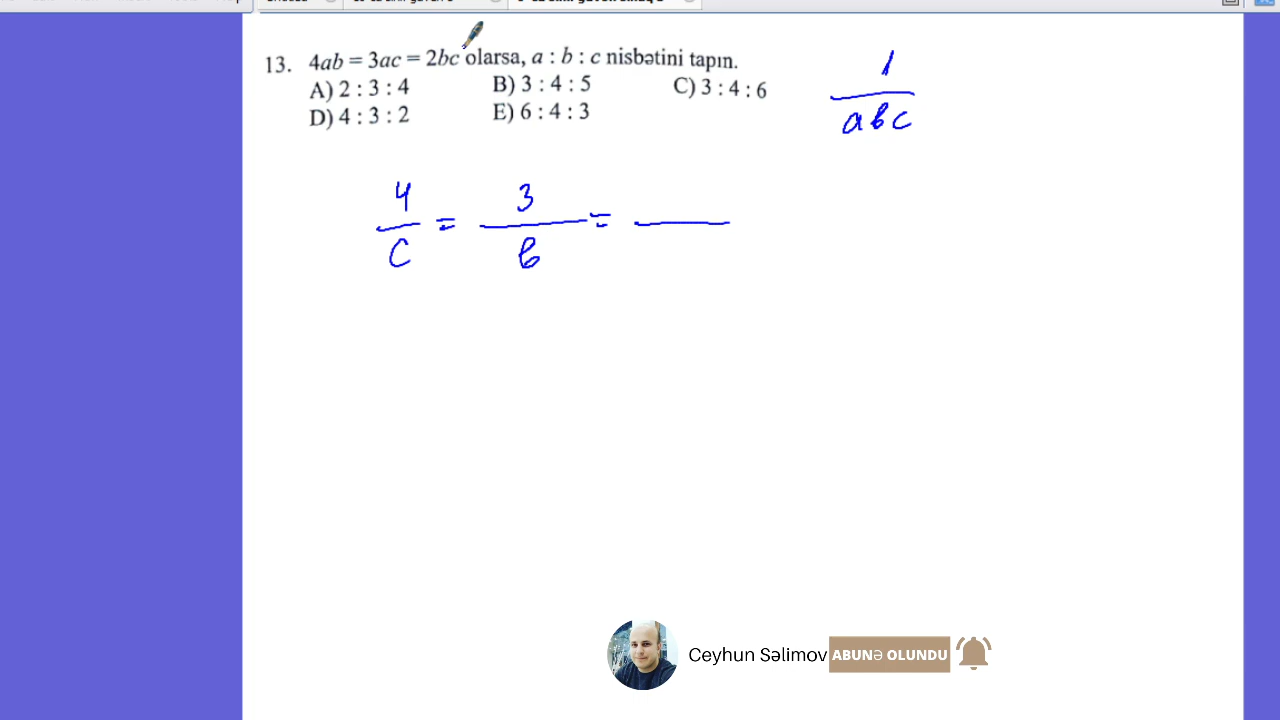 13. 4ab = 3ac = 2bc olarsa, a : b : c nisbətini tapın.
A) 2 : 3 : 4 B) 3 : 4 : 5 C) 3 : 4 : 6
D) 4 : 3 : 2 E) 6 : 4 : 3
1
abc
4 3
= =
c b
Ceyhun Səlimov ABUNƏ OLUNDU